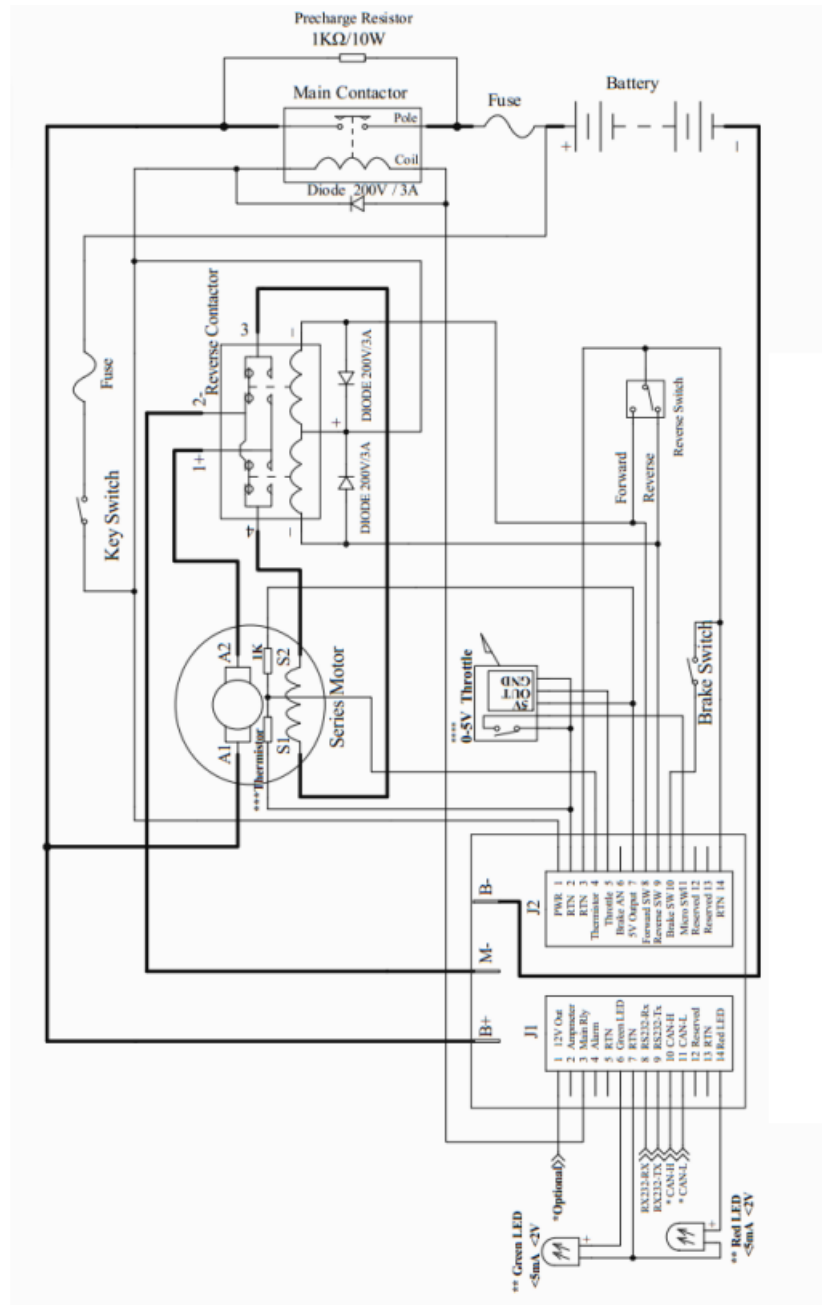 Precharge Resistor
1KΩ/10W
Main Contactor
Pole
Coil
Diode 200V / 3A
Fuse
Battery
+
-
Reverse Contactor
3
2-
1+
4
-
+
-
DIODE 200V/3A
DIODE 200V/3A
Fuse
Key Switch
Forward
Reverse
Reverse Switch
A2
A1
1K
S2
S1
***Thermistor
Series Motor
****
0-5V Throttle
GND
OUT
5V
Brake Switch
B-
M-
B+
J2
PWR 1
RTN 2
RTN 3
Thermistor 4
Throttle 5
Brake AN 6
5V Output 7
Forward SW 8
Reverse SW 9
Brake SW 10
Micro SW11
Reserved 12
Reserved 13
RTN 14
J1
1 12V Out
2 Ampmeter
3 Main Rly
4 Alarm
5 RTN
6 Green LED
7 RTN
8 RS232-Rx
9 RS232-Tx
10 CAN-H
11 CAN-L
12 Reserved
13 RTN
14 Red LED
*Optional
RX232-RX
RX232-TX
* CAN-H
* CAN-L
** Green LED
<5mA <2V
+
** Red LED
<5mA <2V
+